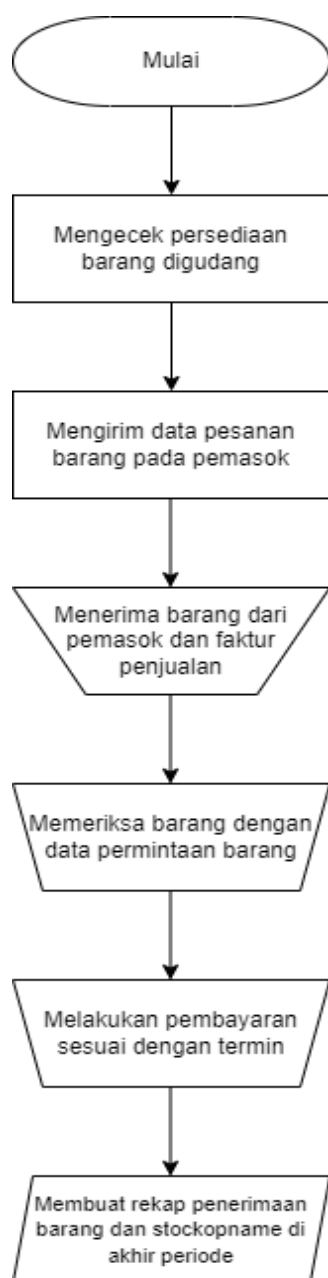 Mulai
Mengecek persediaan
barang digudang
Mengirim data pesanan
barang pada pemasok
Menerima barang dari
pemasok dan faktur
penjualan
Memeriksa barang dengan
data permintaan barang
Melakukan pembayaran
sesuai dengan termin
Membuat rekap penerimaan
barang dan stockopname di
akhir periode